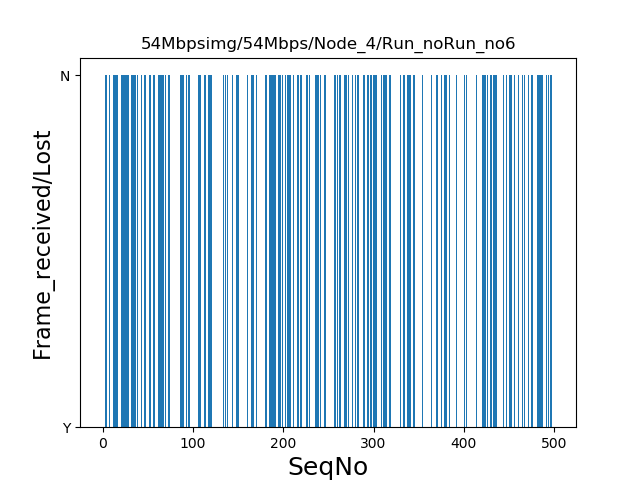 54Mbpsimg/54Mbps/Node_4/Run_noRun_no6
N
Frame_received/Lost
Y
0 100 200 300 400 500
SeqNo